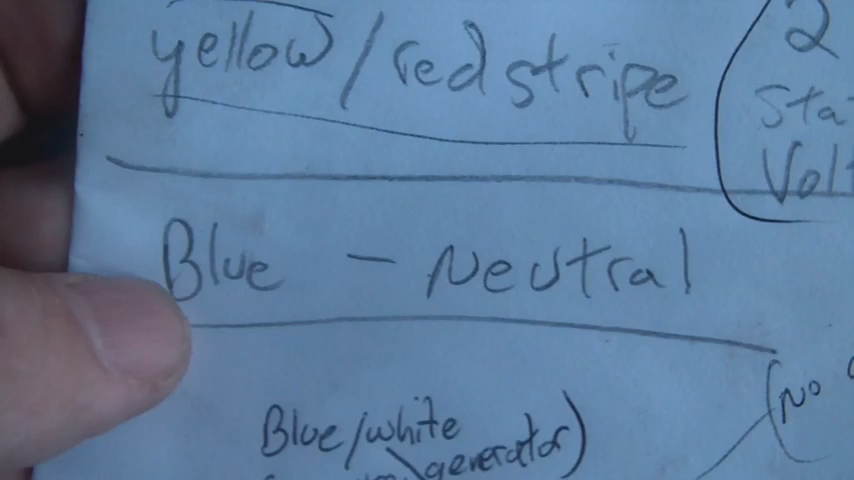 yellow/red stripe
2
sta
Volt
Blue - Neutral
(No
Blue/white
generator)